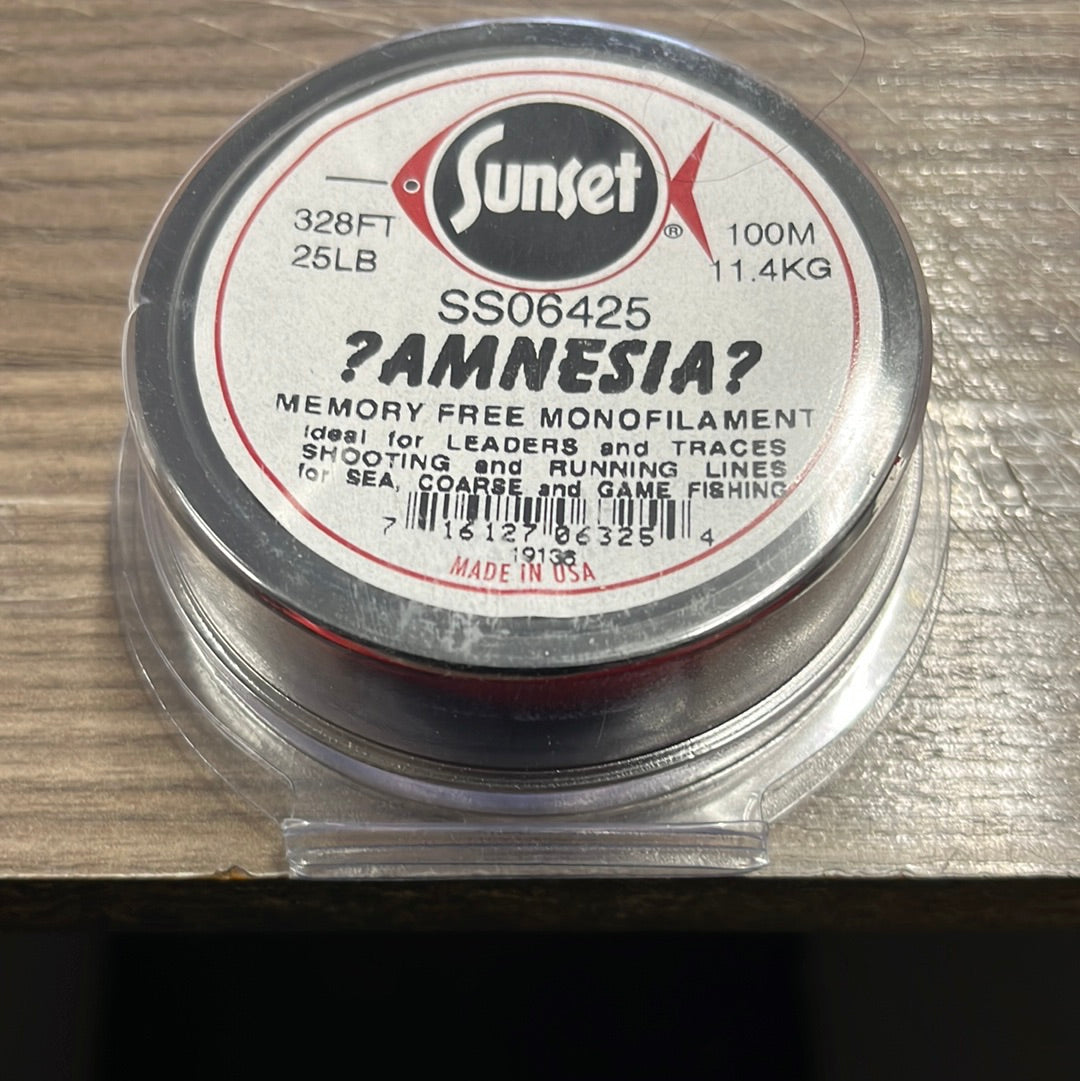 Sunset
®
328FT
25LB
100M
11.4KG
SS06425
?AMNESIA?
MEMORY FREE MONOFILAMENT
Ideal for LEADERS and TRACES
SHOOTING and RUNNING LINES
for SEA, COARSE and GAME FISHING
7 16127 06325 4
19138
MADE IN USA